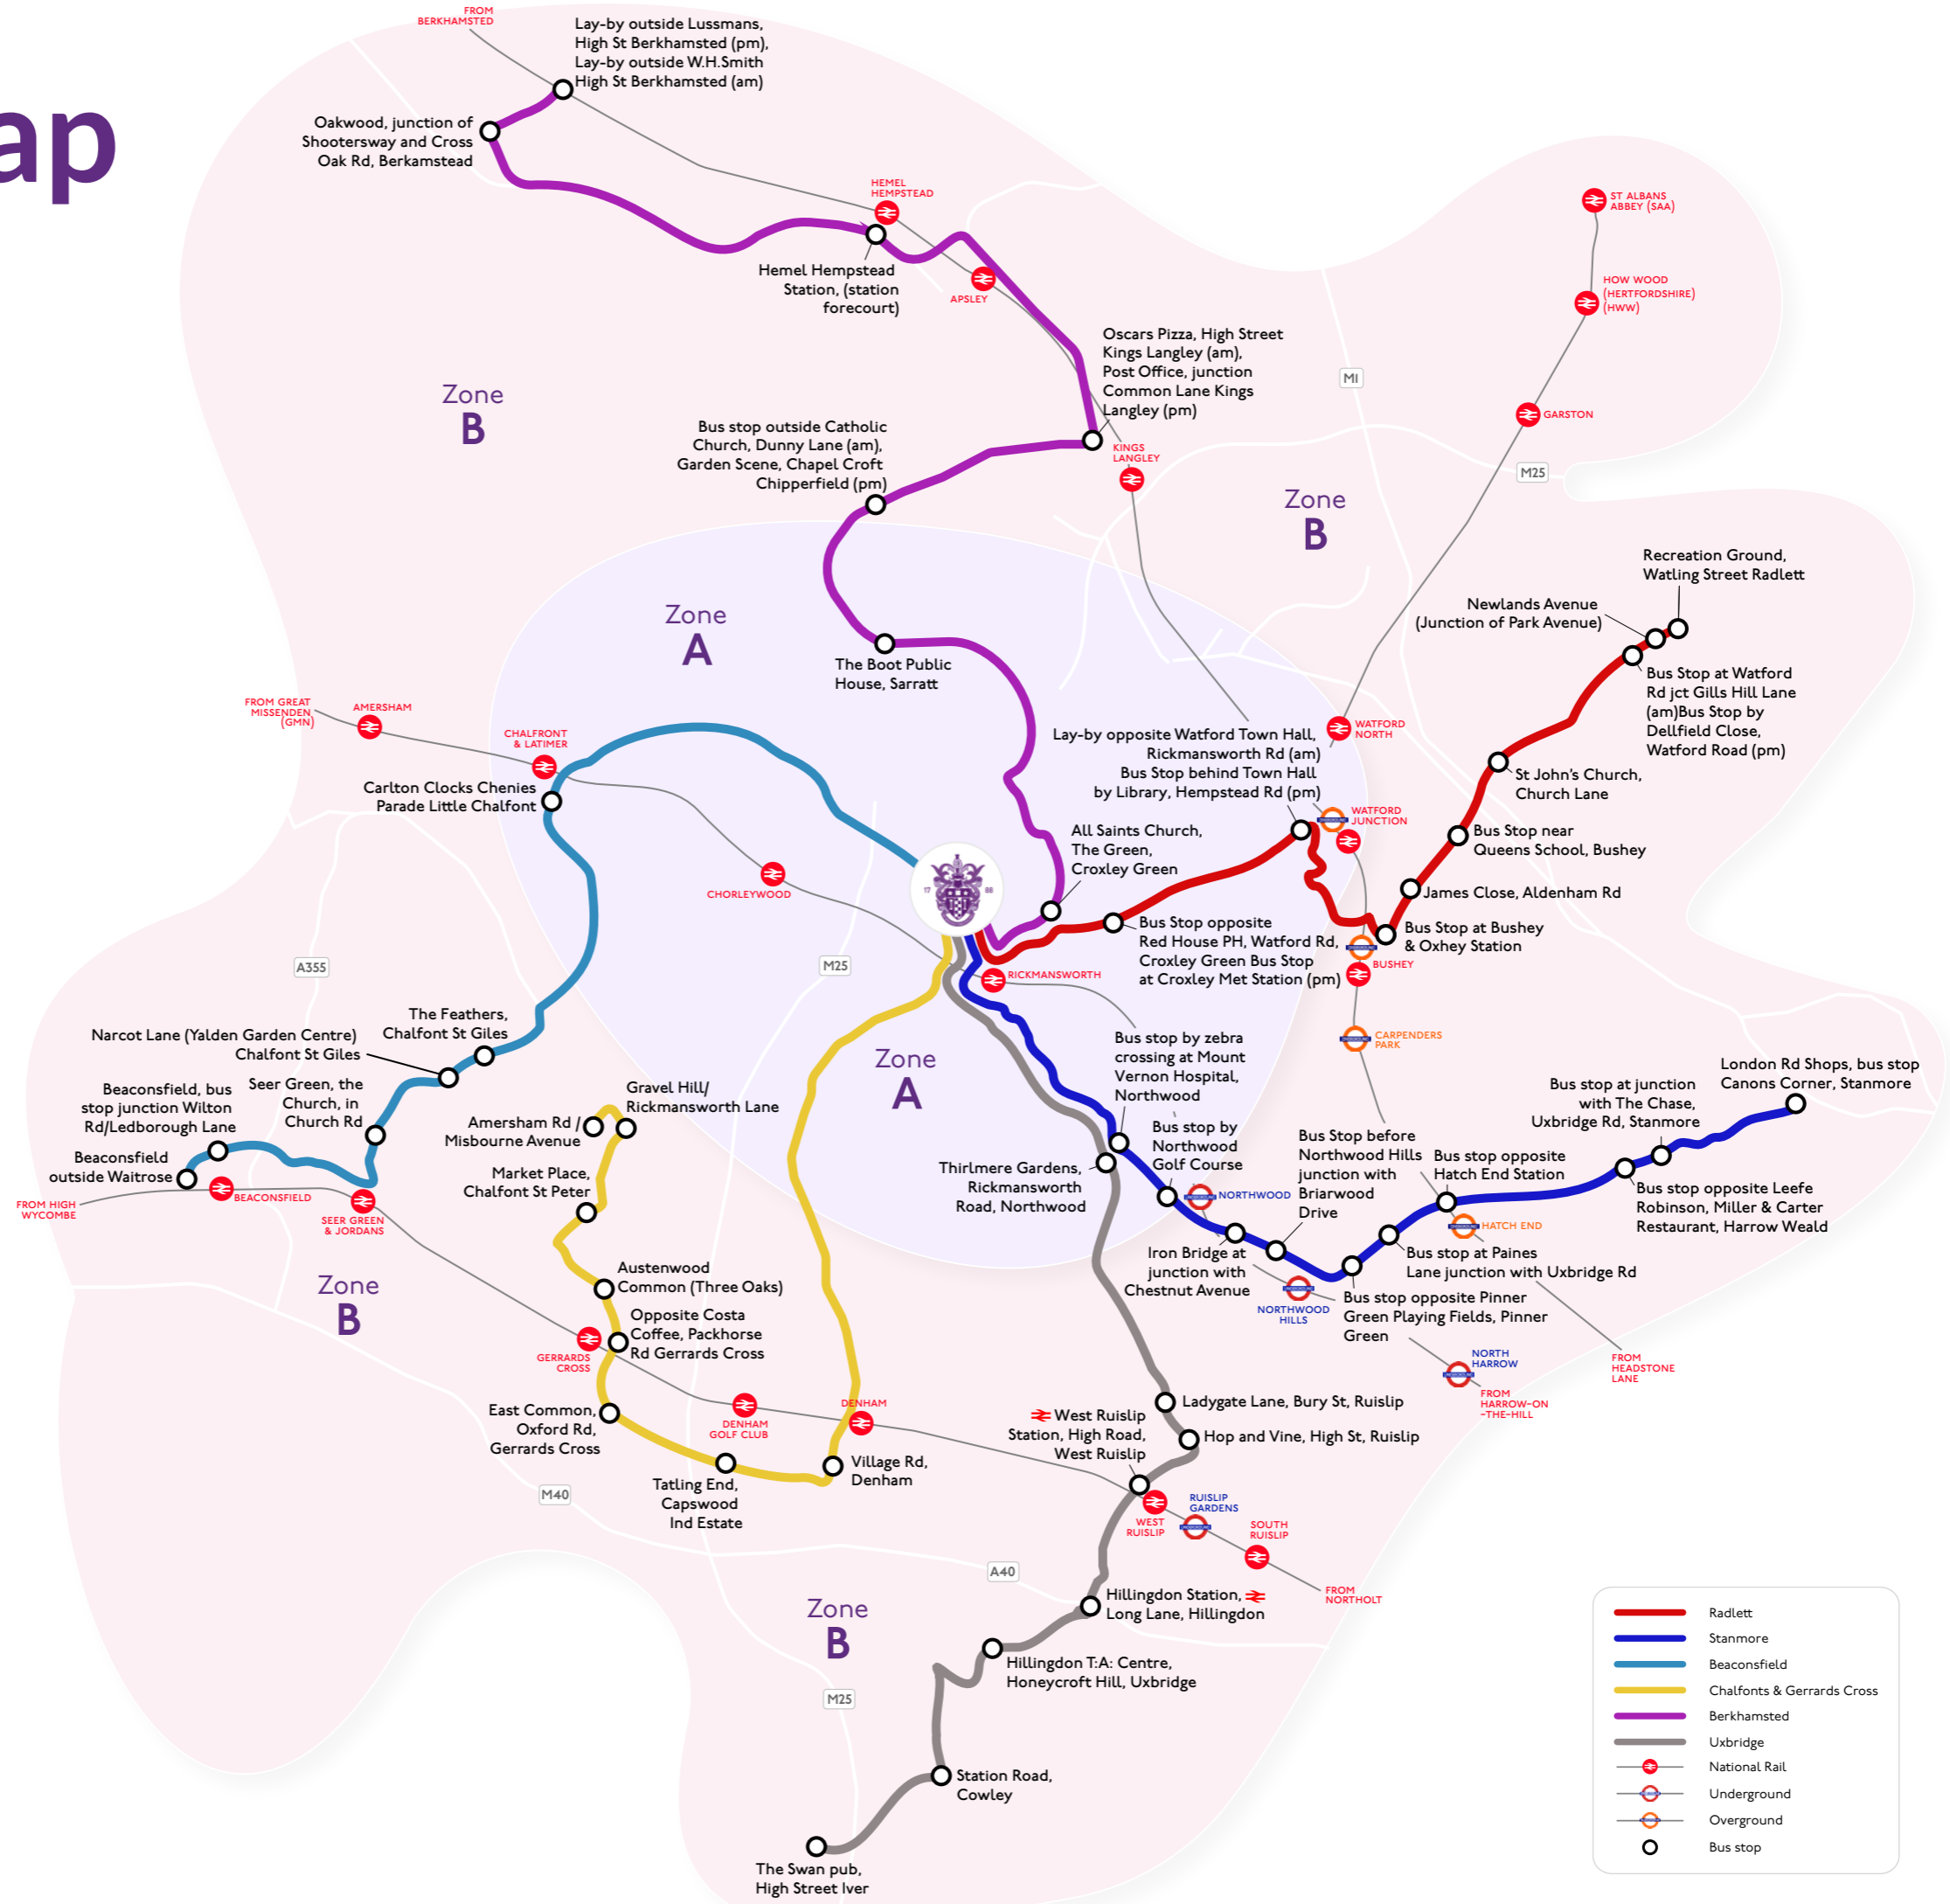 ap
FROM
BERKHAMSTED
Lay-by outside Lussmans,
High St Berkhamsted (pm),
Lay-by outside W.H.Smith
High St Berkhamsted (am)
Oakwood, junction of
Shootersway and Cross
Oak Rd, Berkamstead
HEMEL
HEMPSTEAD
Hemel Hempstead
Station, (station
forecourt)
APSLEY
ST ALBANS
ABBEY (SAA)
HOW WOOD
(HERTFORDSHIRE)
(HWW)
GARSTON
M1
M25
Oscars Pizza, High Street
Kings Langley (am),
Post Office, junction
Common Lane Kings
Langley (pm)
KINGS
LANGLEY
Zone
B
Bus stop outside Catholic
Church, Dunny Lane (am),
Garden Scene, Chapel Croft
Chipperfield (pm)
Zone
B
Recreation Ground,
Watling Street Radlett
Newlands Avenue
(Junction of Park Avenue)
Bus Stop at Watford
Rd jct Gills Hill Lane
(am)Bus Stop by
Dellfield Close,
Watford Road (pm)
Zone
A
The Boot Public
House, Sarratt
FROM GREAT
MISSENDEN
(GMN)
AMERSHAM
CHALFRONT
& LATIMER
Carlton Clocks Chenies
Parade Little Chalfont
CHORLEYWOOD
Lay-by opposite Watford Town Hall,
Rickmansworth Rd (am)
Bus Stop behind Town Hall
by Library, Hempstead Rd (pm)
WATFORD
NORTH
WATFORD
JUNCTION
St John's Church,
Church Lane
Bus Stop near
Queens School, Bushey
James Close, Aldenham Rd
Bus Stop at Bushey
& Oxhey Station
All Saints Church,
The Green,
Croxley Green
17
88
Bus Stop opposite
Red House PH, Watford Rd,
Croxley Green Bus Stop
at Croxley Met Station (pm)
BUSHEY
RICKMANSWORTH
CARPENDERS
PARK
A355
M25
The Feathers,
Chalfont St Giles
Narcot Lane (Yalden Garden Centre)
Chalfont St Giles
Seer Green, the
Church, in
Church Rd
Beaconsfield, bus
stop junction Wilton
Rd/Ledborough Lane
Beaconsfield
outside Waitrose
FROM HIGH
WYCOMBE
BEACONSFIELD
SEER GREEN
& JORDANS
Zone
A
Gravel Hill/
Rickmansworth Lane
Amersham Rd /
Misbourne Avenue
Market Place,
Chalfont St Peter
Austenwood
Common (Three Oaks)
Opposite Costa
Coffee, Packhorse
Rd Gerrards Cross
GERRARDS
CROSS
East Common,
Oxford Rd,
Gerrards Cross
Tatling End,
Capswood
Ind Estate
DENHAM
GOLF CLUB
DENHAM
Village Rd,
Denham
Zone
B
M40
Bus stop by zebra
crossing at Mount
Vernon Hospital,
Northwood
Bus stop by
Northwood
Golf Course
Thirlmere Gardens,
Rickmansworth
Road, Northwood
NORTHWOOD
Bus Stop before
Northwood Hills
junction with
Briarwood
Drive
Iron Bridge at
junction with
Chestnut Avenue
NORTHWOOD
HILLS
Bus stop opposite
Hatch End Station
HATCH END
Bus stop at Paines
Lane junction with Uxbridge Rd
Bus stop opposite Pinner
Green Playing Fields, Pinner
Green
Bus stop at junction
with The Chase,
Uxbridge Rd, Stanmore
London Rd Shops, bus stop
Canons Corner, Stanmore
Bus stop opposite Leefe
Robinson, Miller & Carter
Restaurant, Harrow Weald
NORTH
HARROW
FROM
HARROW-ON
-THE-HILL
FROM
HEADSTONE
LANE
Ladygate Lane, Bury St, Ruislip
Hop and Vine, High St, Ruislip
West Ruislip
Station, High Road,
West Ruislip
WEST
RUISLIP
RUISLIP
GARDENS
SOUTH
RUISLIP
FROM
NORTHOLT
A40
Hillingdon Station,
Long Lane, Hillingdon
Hillingdon T:A: Centre,
Honeycroft Hill, Uxbridge
Zone
B
M25
Station Road,
Cowley
The Swan pub,
High Street Iver
Radlett
Stanmore
Beaconsfield
Chalfonts & Gerrards Cross
Berkhamsted
Uxbridge
National Rail
Underground
Overground
Bus stop